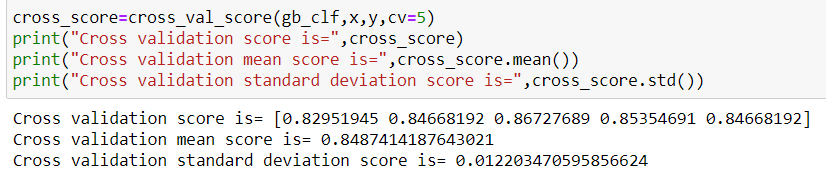 cross_score=cross_val_score(gb_clf,x,y,cv=5)
print("Cross validation score is=",cross_score)
print("Cross validation mean score is=",cross_score.mean())
print("Cross validation standard deviation score is=",cross_score.std())
Cross validation score is= [0.82951945 0.84668192 0.86727689 0.85354691 0.84668192]
Cross validation mean score is= 0.8487414187643021
Cross validation standard deviation score is= 0.012203470595856624